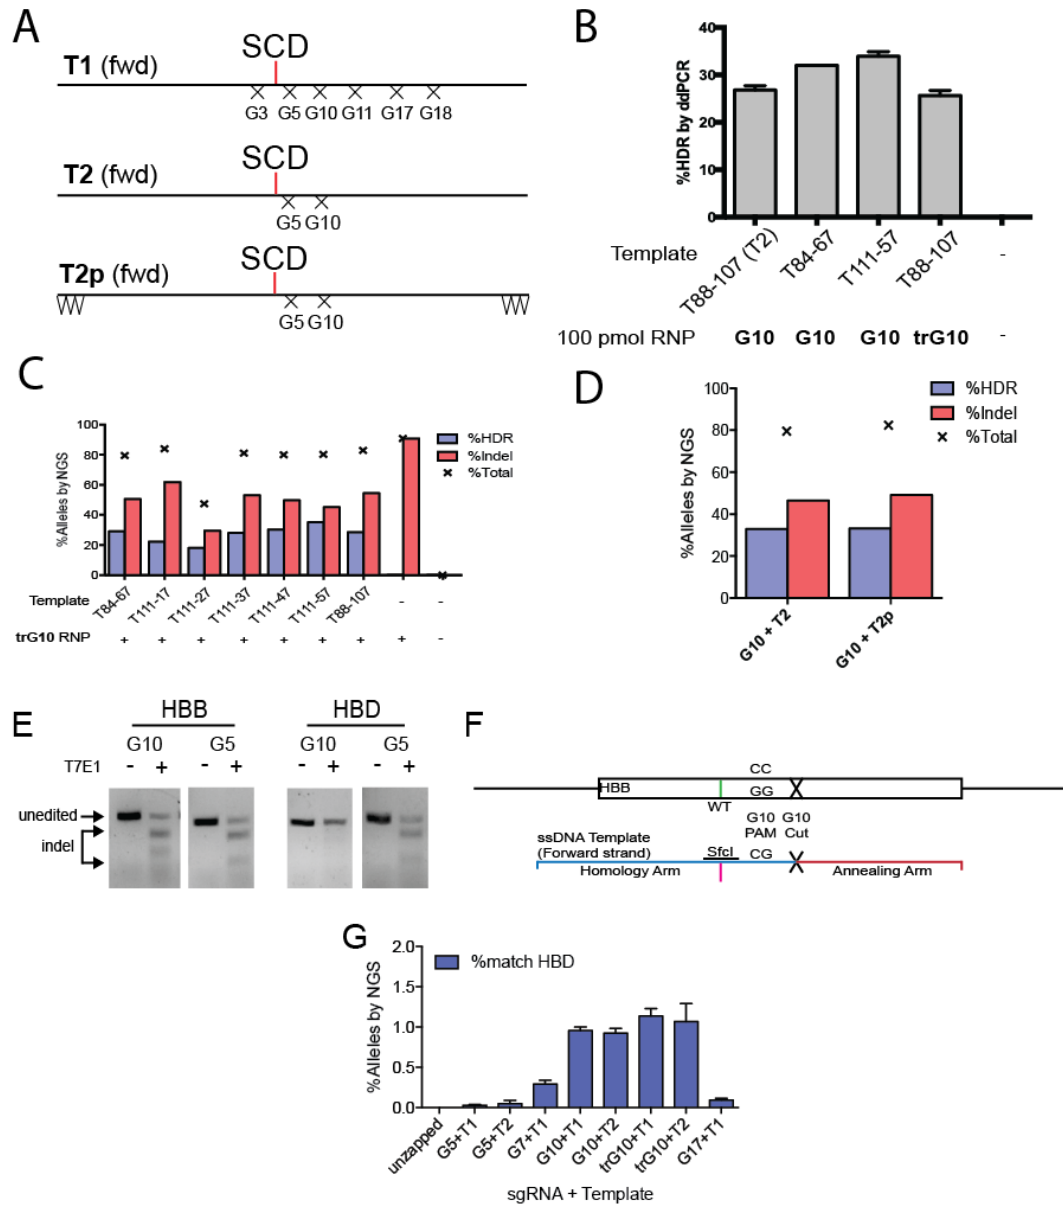 A
SCD
T1 (fwd)
G3 G5 G10 G11 G17 G18
SCD
T2 (fwd)
G5 G10
SCD
T2p (fwd)
G5 G10
B
%HDR by ddPCR
40
30
20
10
0
Template
T88-107 (T2) T84-67 T111-57 T88-107 -
100 pmol RNP G10 G10 G10 trG10 -
C
%Alleles by NGS
100
80
60
40
20
0
%HDR
%Indel
%Total
Template
T84-67 T111-17 T111-27 T111-37 T111-47 T111-57 T88-107 - -
trG10 RNP + + + + + + + + -
D
%Alleles by NGS
100
80
60
40
20
0
%HDR
%Indel
%Total
G10 + T2 G10 + T2p
E
HBB HBD
G10 G5 G10 G5
T7E1 - + - + - + - +
unedited
indel
F
CC
HBB GG
WT
G10 G10
PAM Cut
ssDNA Template
(Forward strand) SfcI CG
Homology Arm Annealing Arm
G
%Alleles by NGS
2.0
1.5
1.0
0.5
0.0
%match HBD
unzapped G5+T1 G5+T2 G7+T1 G10+T1 G10+T2 trG10+T1 trG10+T2 G17+T1
sgRNA + Template